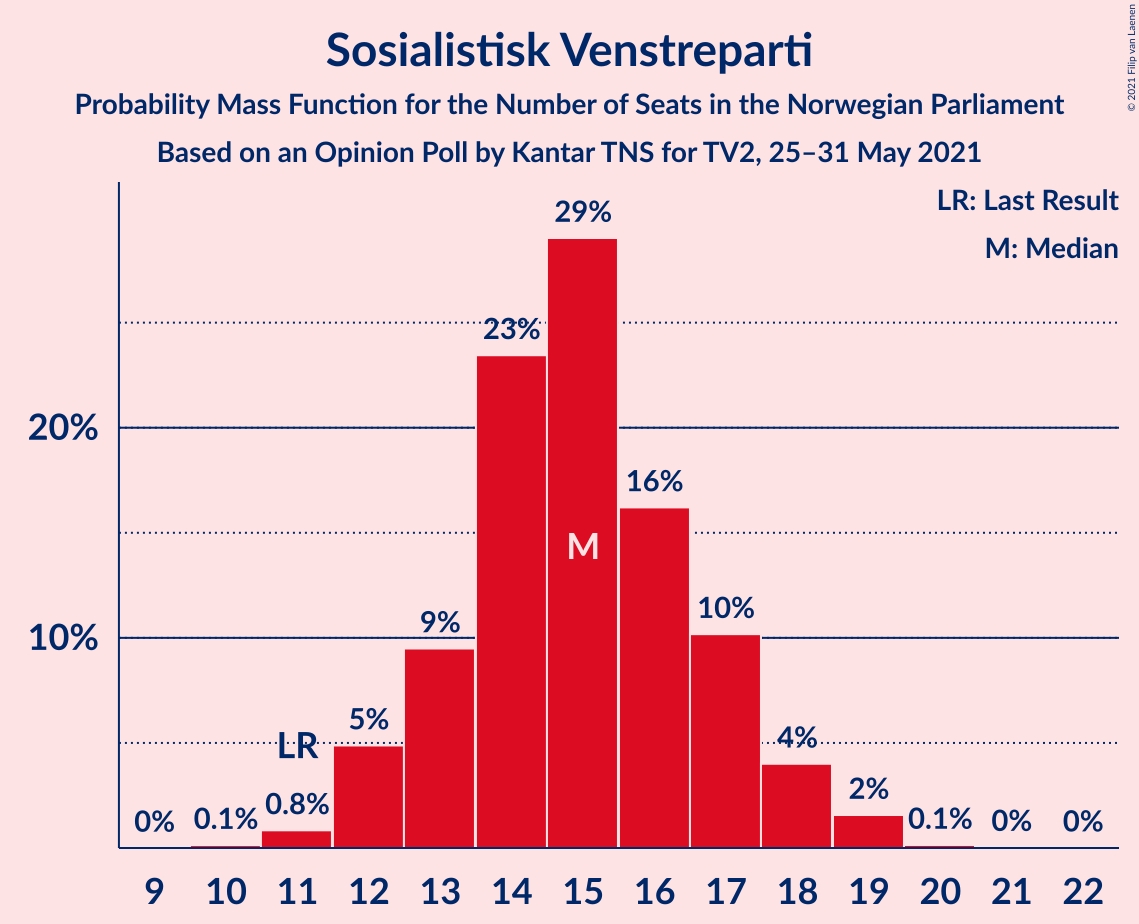 © 2021 Filip van Laenen
Sosialistisk Venstreparti
Probability Mass Function for the Number of Seats in the Norwegian Parliament
Based on an Opinion Poll by Kantar TNS for TV2, 25–31 May 2021
LR: Last Result
M: Median
29%
23%
20%
16%
M
10%
9%
10%
5%
LR
4%
2%
0%
0.1%
0.8%
0.1%
0%
0%
9 10 11 12 13 14 15 16 17 18 19 20 21 22